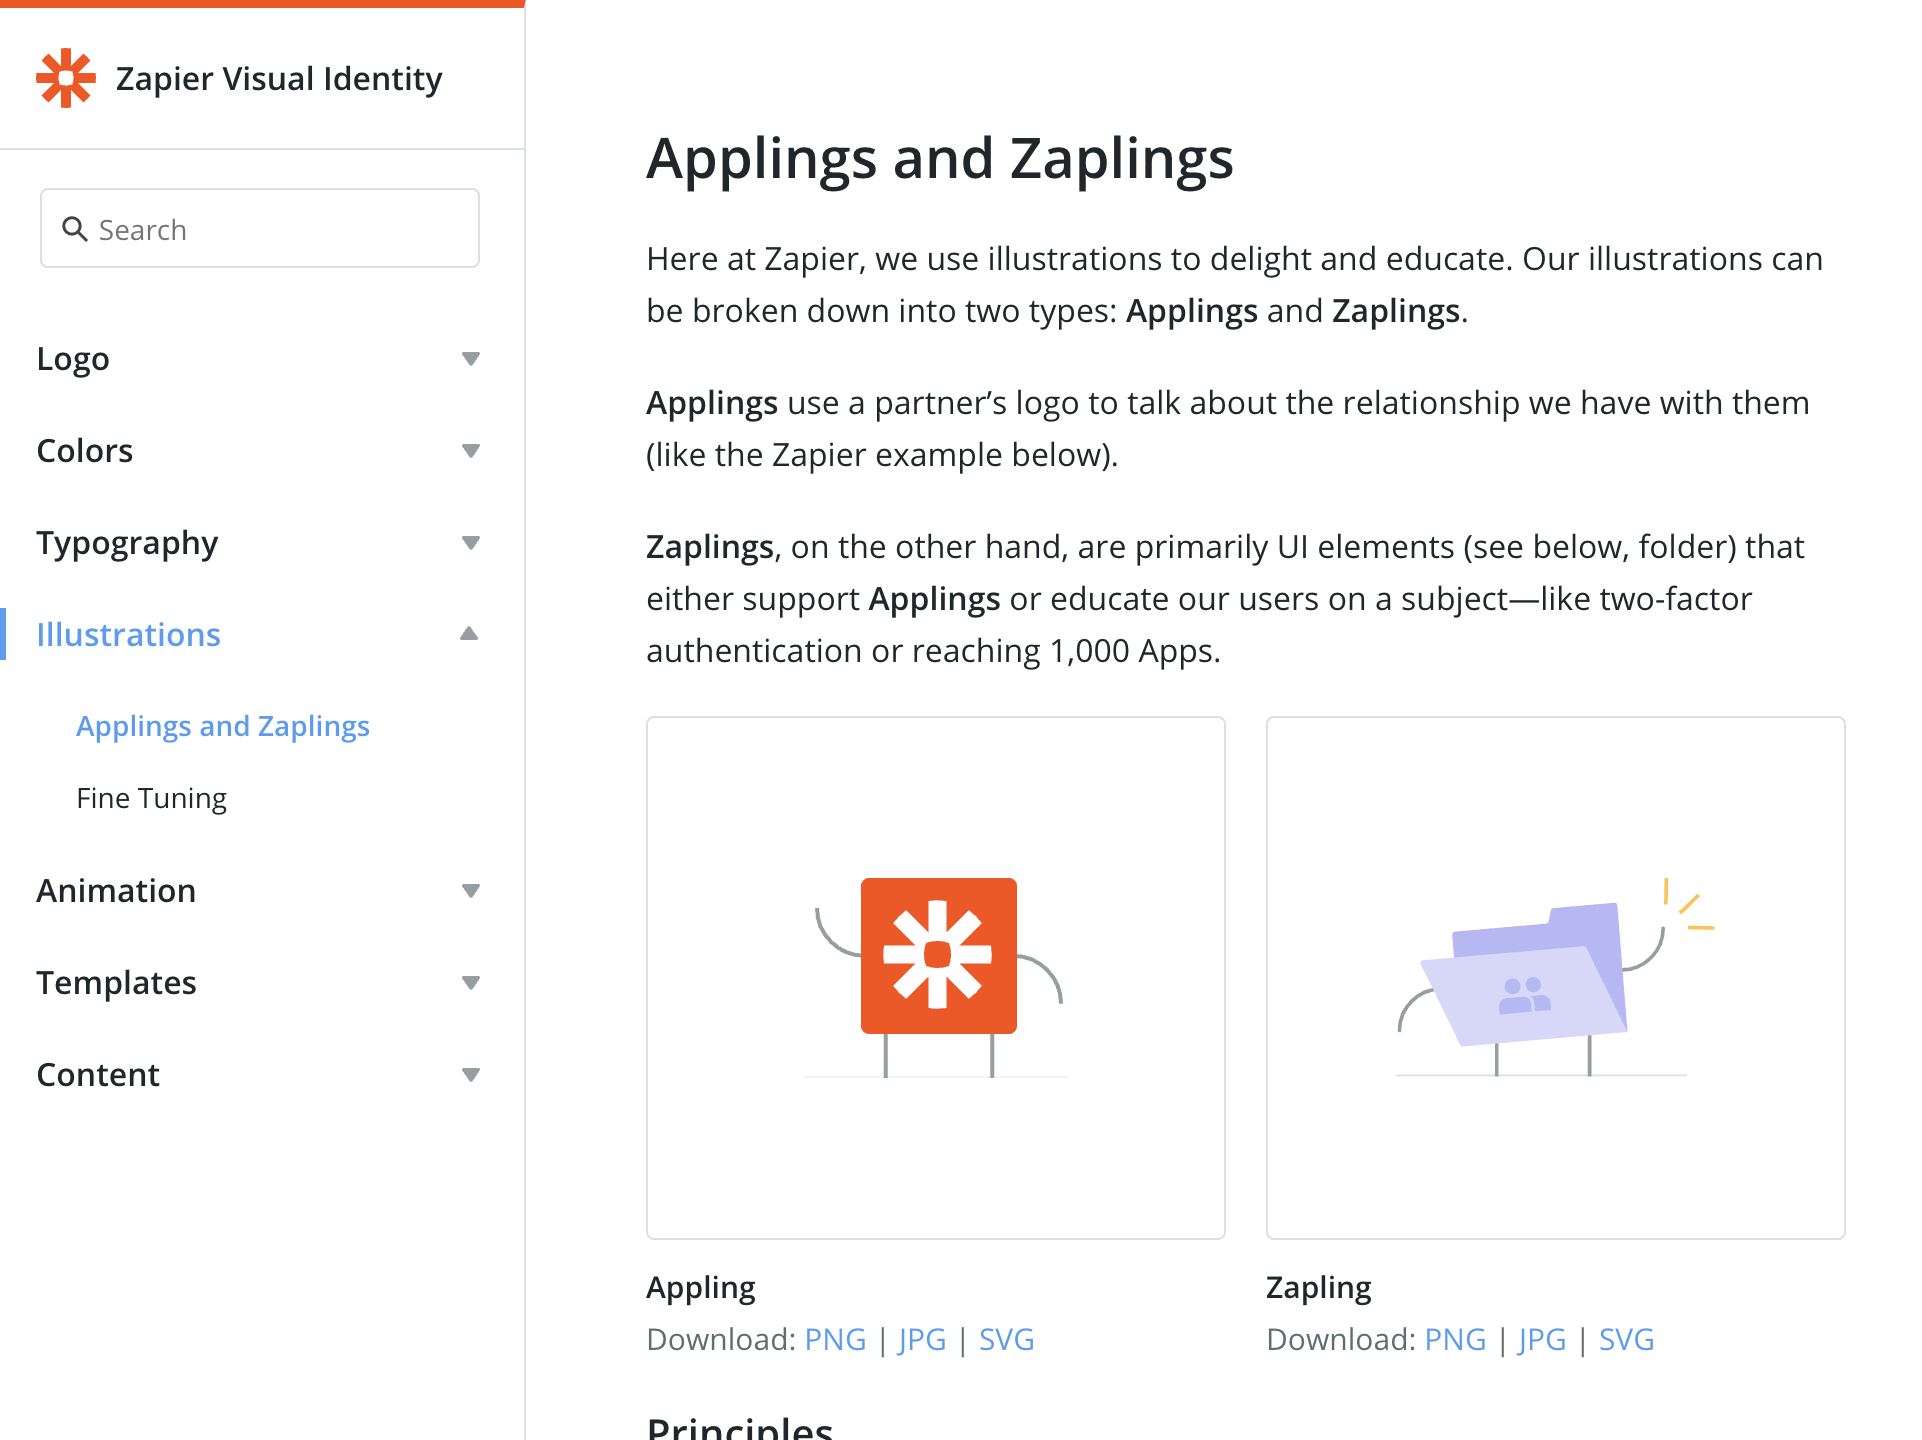 Zapier Visual Identity
Search
Logo
Colors
Typography
Illustrations
Applings and Zaplings
Fine Tuning
Animation
Templates
Content
Applings and Zaplings
Here at Zapier, we use illustrations to delight and educate. Our illustrations can
be broken down into two types: Applings and Zaplings.
Applings use a partner’s logo to talk about the relationship we have with them
(like the Zapier example below).
Zaplings, on the other hand, are primarily UI elements (see below, folder) that
either support Applings or educate our users on a subject—like two-factor
authentication or reaching 1,000 Apps.
Appling
Download: PNG | JPG | SVG
Zapling
Download: PNG | JPG | SVG
Principles